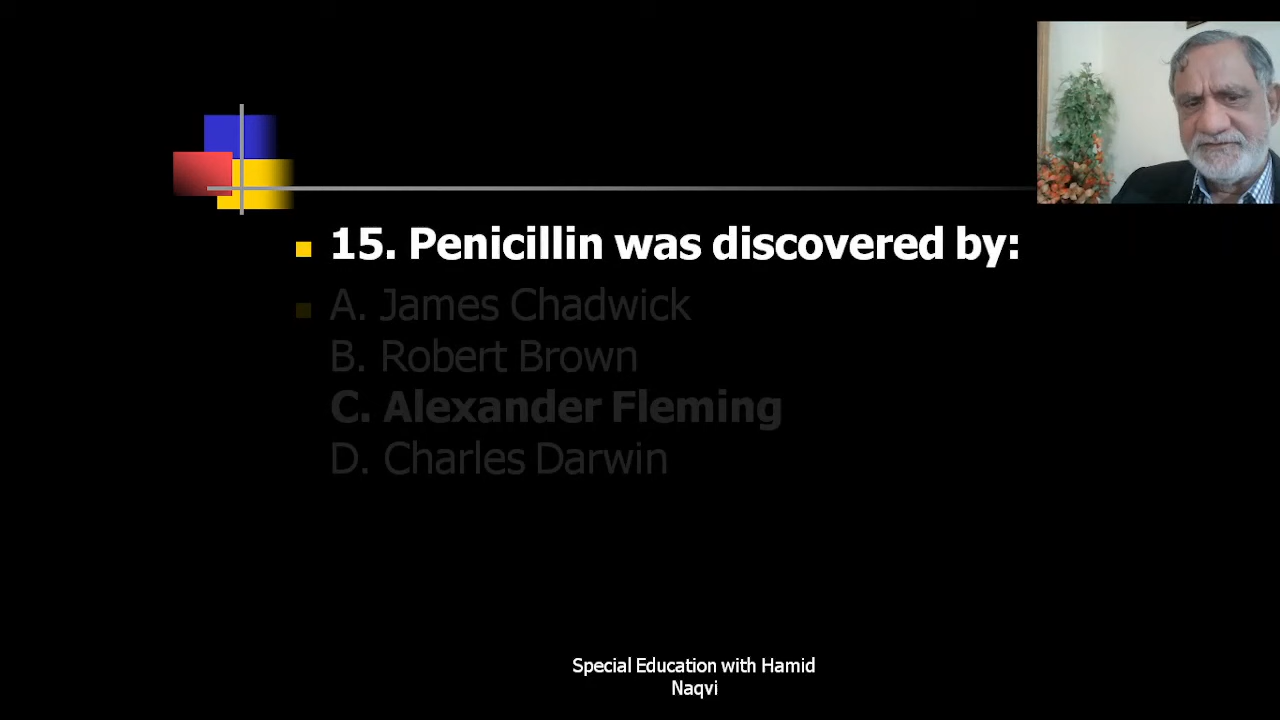 15. Penicillin was discovered by:
A. James Chadwick
B. Robert Brown
C. Alexander Fleming
D. Charles Darwin
Special Education with Hamid
Naqvi